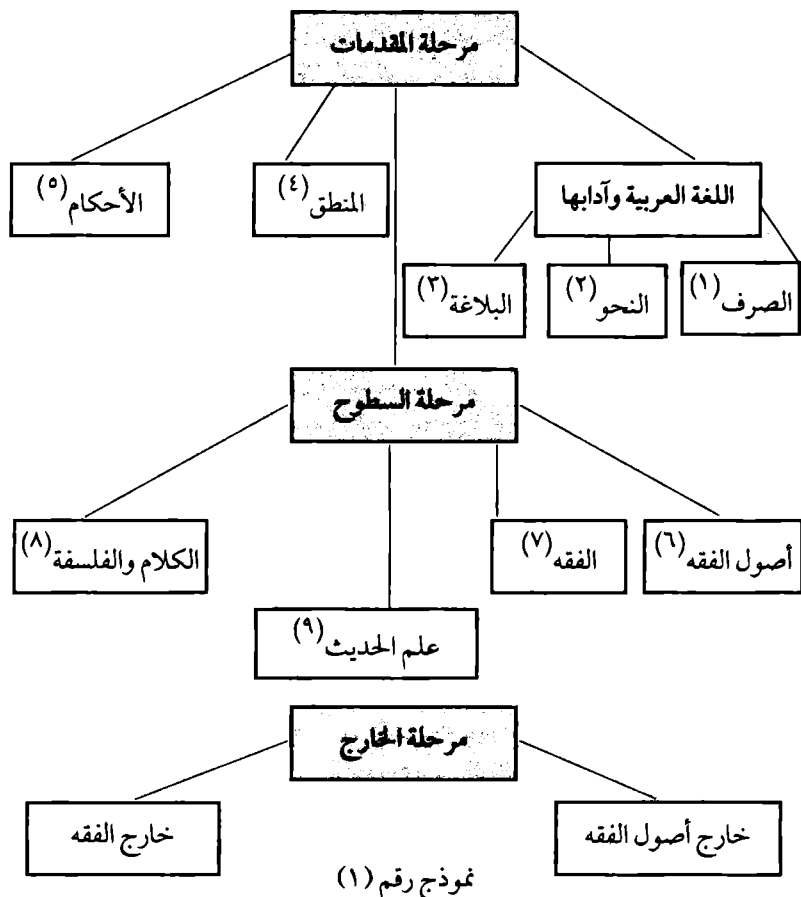 مرحلة المقدمات
اللغة العربية وآدابها
المنطق (٤)
الأحكام (٥)
الصرف (١)
النحو (٢)
البلاغة (٣)
مرحلة السطوح
أصول الفقه (٦)
الفقه (٧)
الكلام والفلسفة (٨)
علم الحديث (٩)
مرحلة الخارج
خارج أصول الفقه
خارج الفقه
نموذج رقم (١)